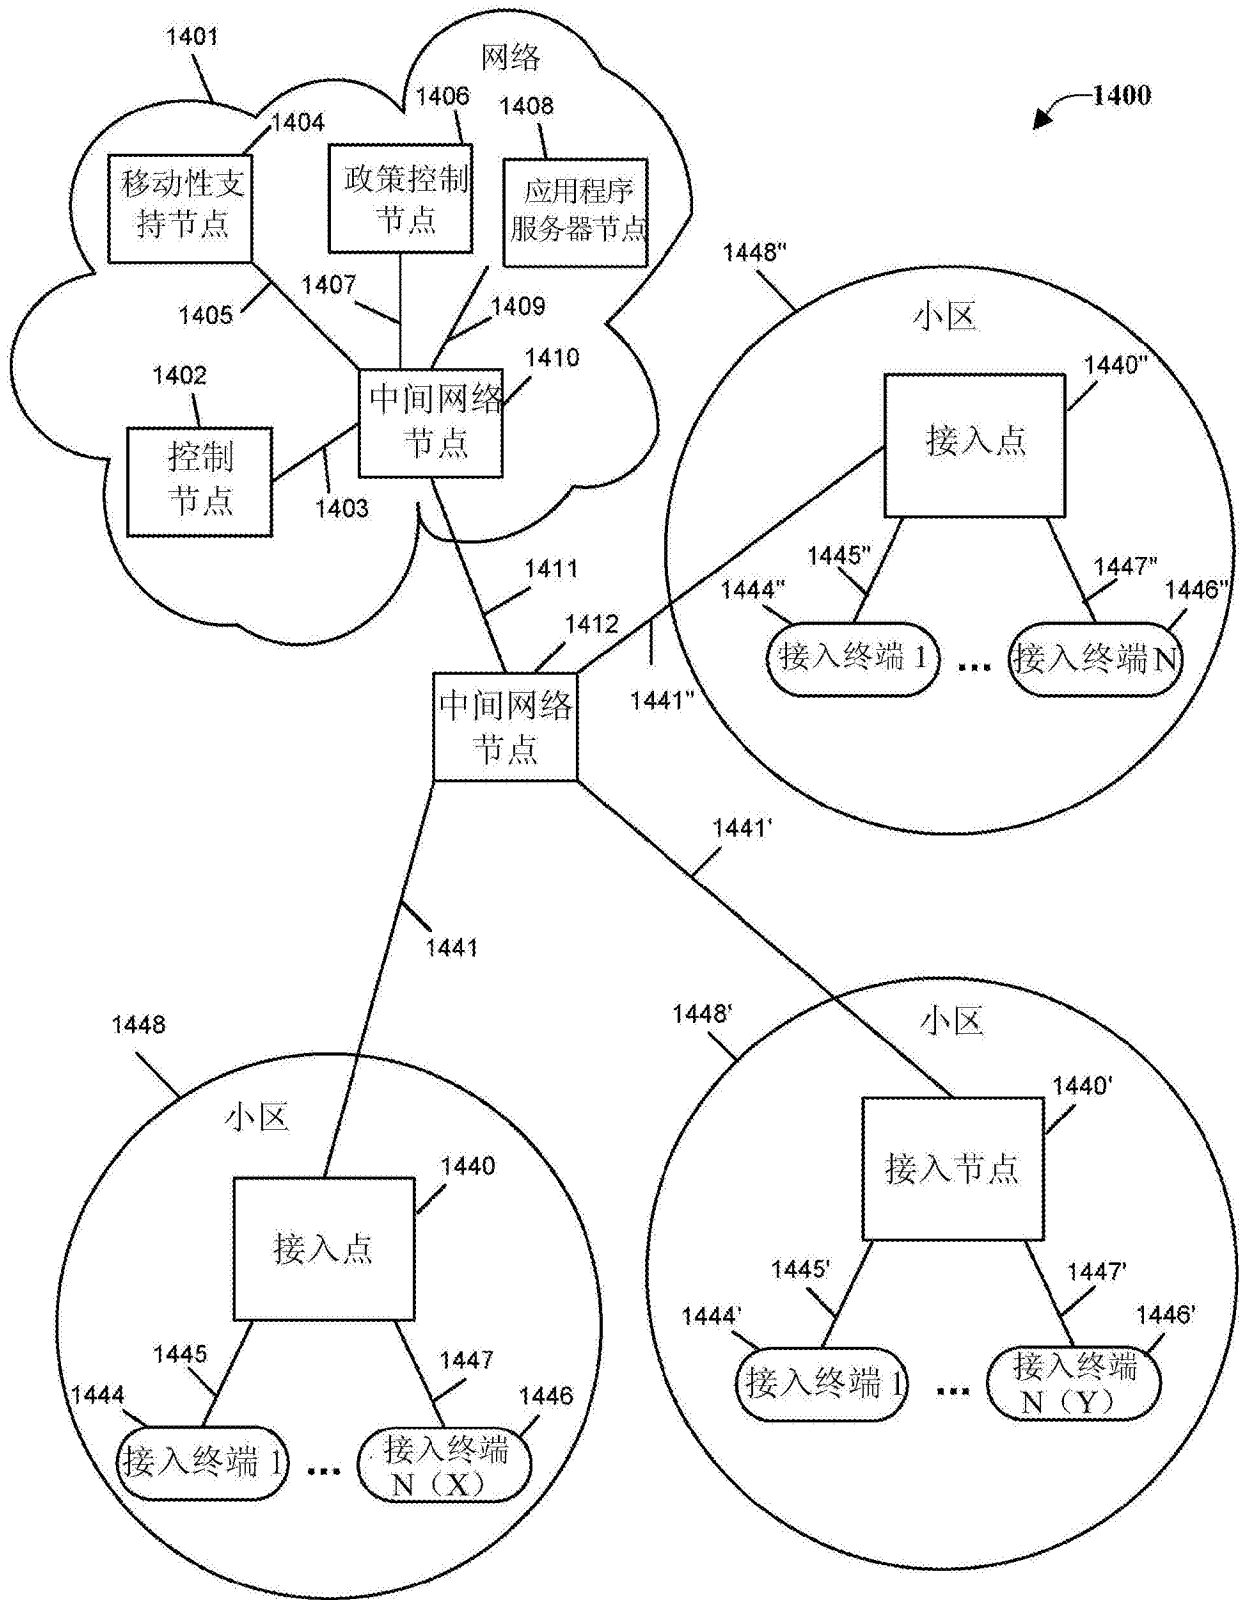 1401
网络
1400
1404
1406
1408
移动性支
持节点
政策控制
节点
应用程序
服务器节点
1405
1407
1409
1410
1402
中间网络
节点
控制
节点
1403
1448"
小区
1440"
接入点
1445"
1447"
1444"
1446"
接入终端 1
...
接入终端 N
1411
1412
1441"
中间网络
节点
1441'
1441
1448
小区
1440
接入点
1445
1447
1444
1446
接入终端 1
...
接入终端
N（X）
1448'
小区
1440'
接入节点
1445'
1447'
1444'
1446'
接入终端 1
...
接入终端
N（Y）